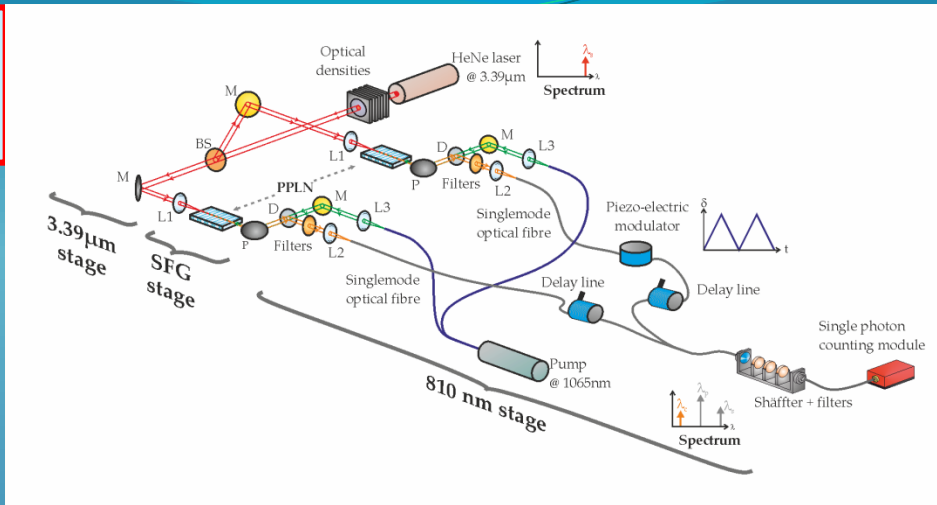 Optical
densities
HeNe laser
@ 3.39µm
λs
λ
Spectrum
M
BS
L1
D
M
L3
P
Filters
L2
M
PPLN
L1
D
M
L3
P
Filters
L2
Singlemode
optical fibre
Piezo-electric
modulator
δ
t
3.39µm
stage
SFG
stage
Singlemode
optical fibre
Delay line
Delay line
Single photon
counting module
Pump
@ 1065nm
810 nm stage
Shäffter + filters
λ
Spectrum